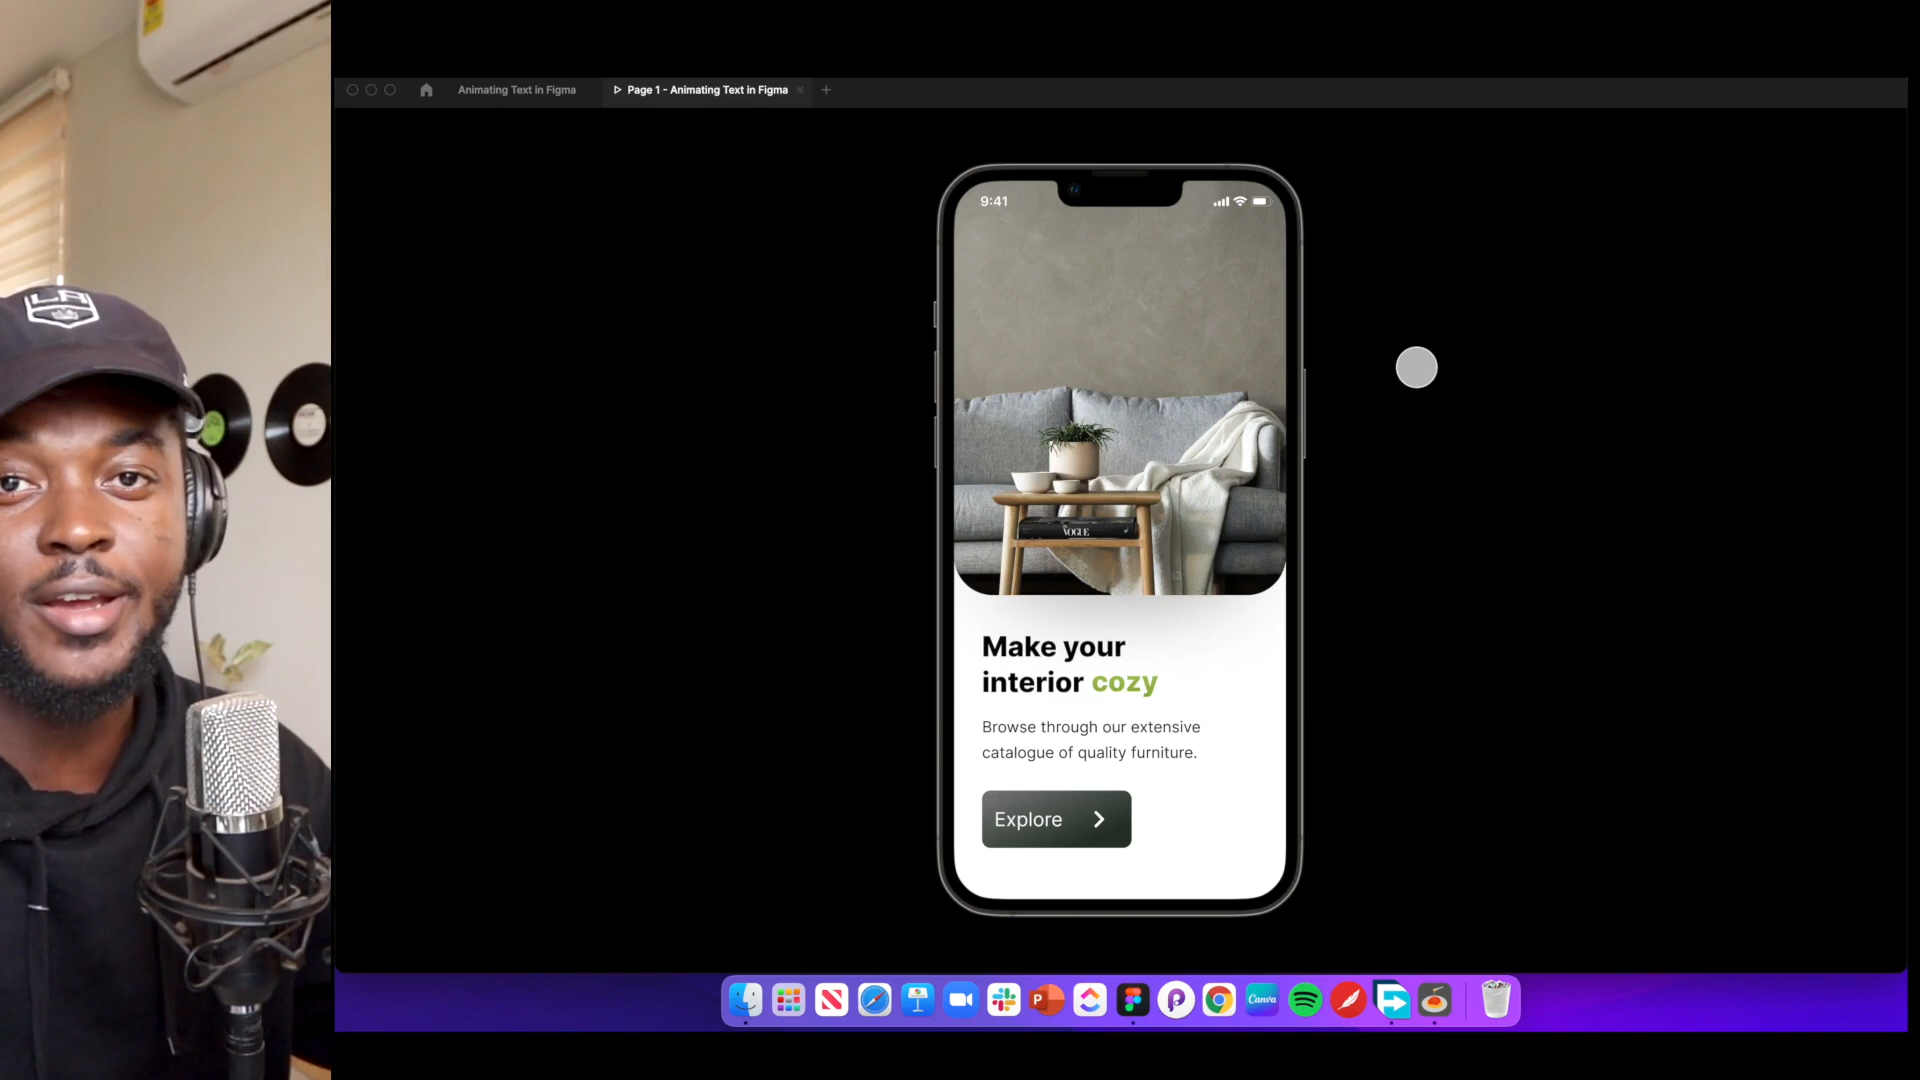 Animating Text in Figma
Page 1 - Animating Text in Figma
9:41
LA
VOGUE
Make your
interior cozy
Browse through our extensive
catalogue of quality furniture.
Explore
Canva